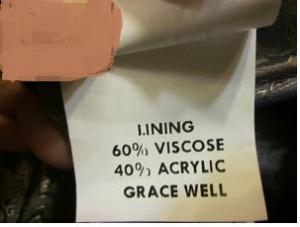 LINING
60% VISCOSE
40% ACRYLIC
GRACE WELL